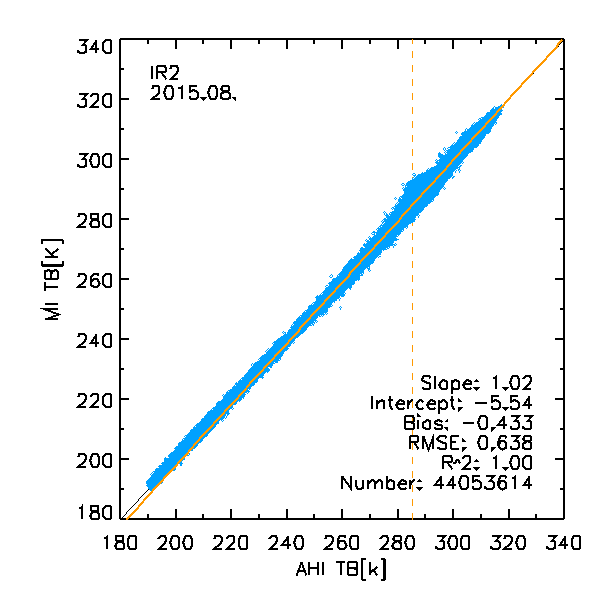 340
IR2
2015.08.
320
300
280
260
240
220
200
180
MI TB[K]
Slope: 1.02
Intercept: -5.54
Bias: -0.433
RMSE: 0.638
R^2: 1.00
Number: 44053614
180 200 220 240 260 280 300 320 340
AHI TB[k]